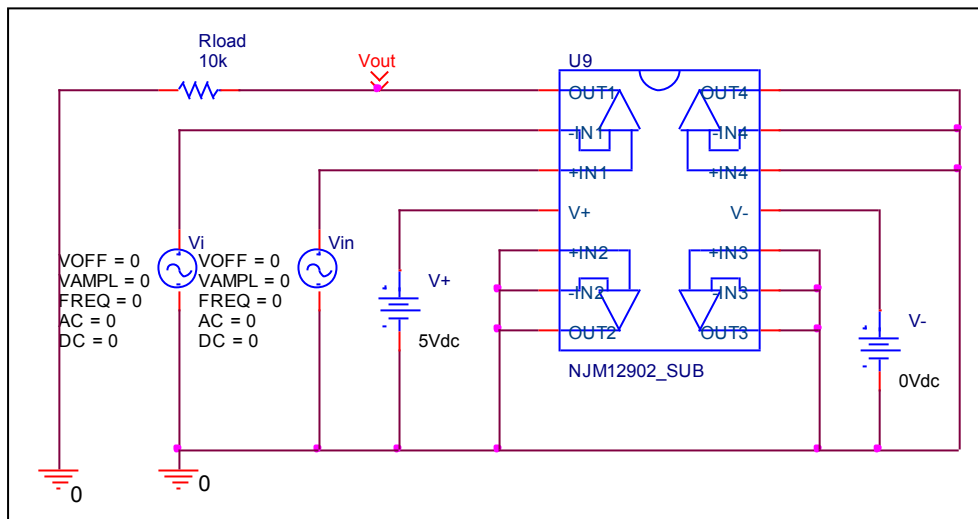 Rload
10k
Vout
U9
OUT1
-IN1
+IN1
V+
+IN2
-IN2
OUT2
OUT4
-IN4
+IN4
V-
+IN3
-IN3
OUT3
NJM12902_SUB
Vi
VOFF = 0
VAMPL = 0
FREQ = 0
AC = 0
DC = 0
Vin
VOFF = 0
VAMPL = 0
FREQ = 0
AC = 0
DC = 0
V+
5Vdc
V-
0Vdc
0
0